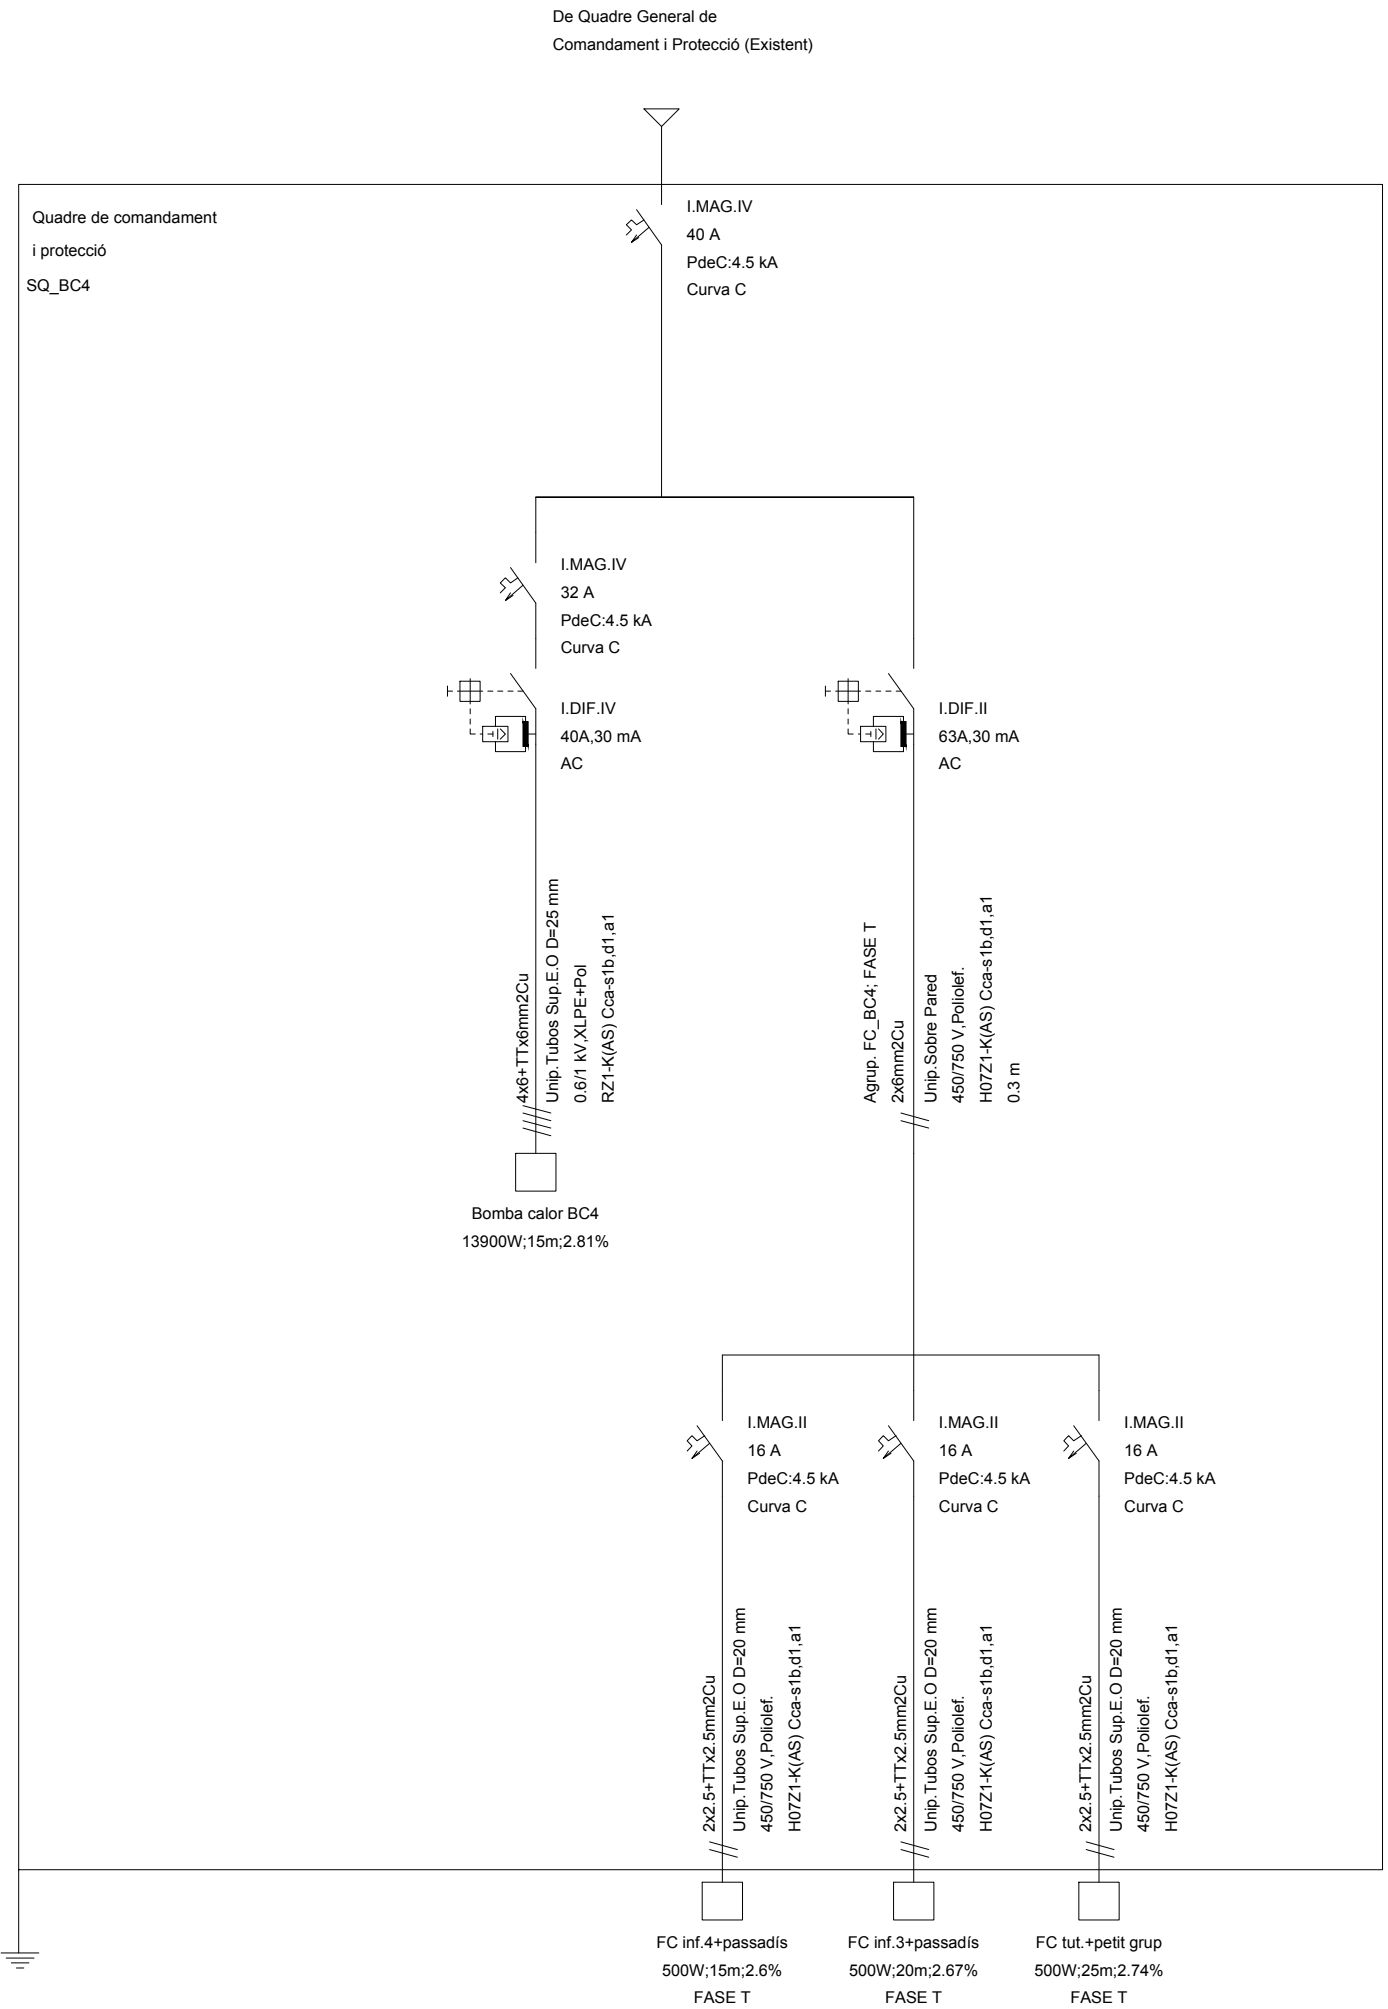 De Quadre General de
Comandament i Protecció (Existent)
Quadre de comandament
i protecció
SQ_BC4
I.MAG.IV
40 A
PdeC:4.5 kA
Curva C
I.MAG.IV
32 A
PdeC:4.5 kA
Curva C
I.DIF.IV
40A,30 mA
AC
I.DIF.II
63A,30 mA
AC
4x6+TTx6mm2Cu
Unip.Tubos Sup.E.O D=25 mm
0.6/1 kV,XLPE+Pol
RZ1-K(AS) Cca-s1b,d1,a1
Agrup. FC_BC4; FASE T
2x6mm2Cu
Unip.Sobre Pared
450/750 V,Poliolef.
H07Z1-K(AS) Cca-s1b,d1,a1
0.3 m
Bomba calor BC4
13900W;15m;2.81%
I.MAG.II
16 A
PdeC:4.5 kA
Curva C
I.MAG.II
16 A
PdeC:4.5 kA
Curva C
I.MAG.II
16 A
PdeC:4.5 kA
Curva C
2x2.5+TTx2.5mm2Cu
Unip.Tubos Sup.E.O D=20 mm
450/750 V,Poliolef.
H07Z1-K(AS) Cca-s1b,d1,a1
2x2.5+TTx2.5mm2Cu
Unip.Tubos Sup.E.O D=20 mm
450/750 V,Poliolef.
H07Z1-K(AS) Cca-s1b,d1,a1
2x2.5+TTx2.5mm2Cu
Unip.Tubos Sup.E.O D=20 mm
450/750 V,Poliolef.
H07Z1-K(AS) Cca-s1b,d1,a1
FC inf.4+passadís
500W;15m;2.6%
FASE T
FC inf.3+passadís
500W;20m;2.67%
FASE T
FC tut.+petit grup
500W;25m;2.74%
FASE T